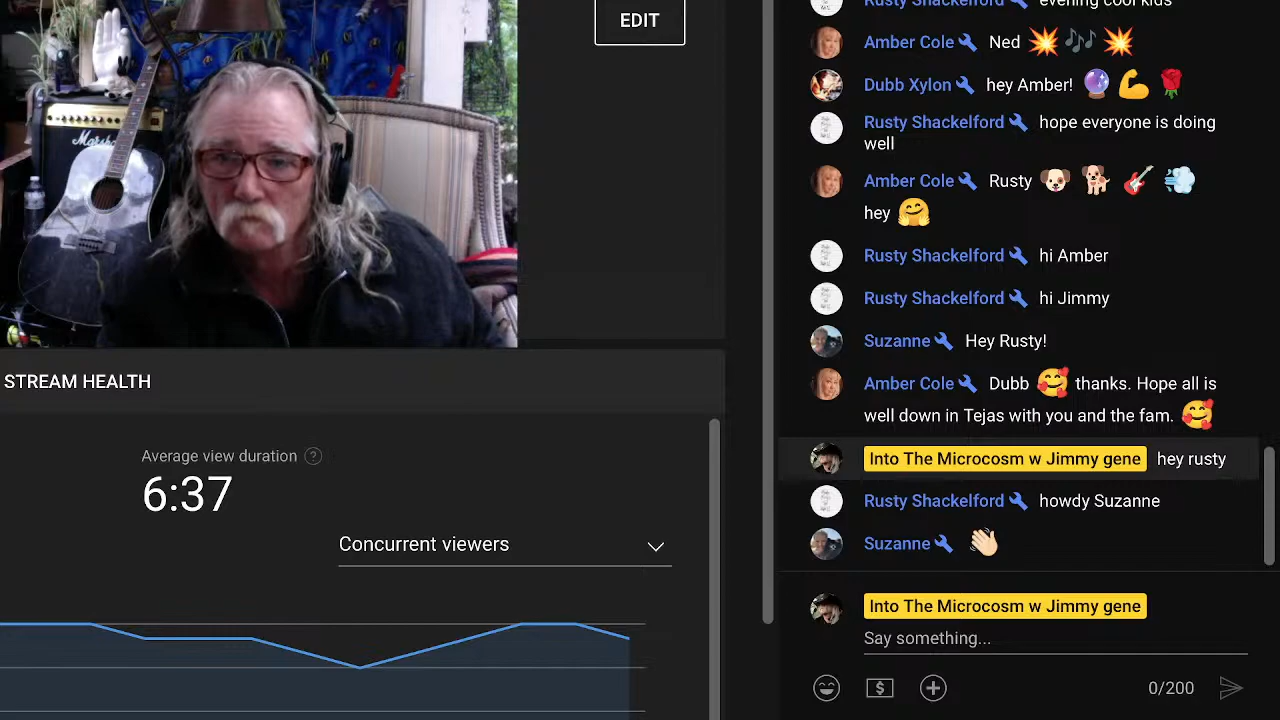 EDIT
Marshall
STREAM HEALTH
Average view duration ?
6:37
Concurrent viewers
Rusty Shackelford evening cool kids
Amber Cole Ned 💥🎶💥
Dubb Xylon hey Amber! 🔮💪🌹
Rusty Shackelford hope everyone is doing
well
Amber Cole Rusty 🐶🐕🎸💨
hey 🤗
Rusty Shackelford hi Amber
Rusty Shackelford hi Jimmy
Suzanne Hey Rusty!
Amber Cole Dubb 🥰 thanks. Hope all is
well down in Tejas with you and the fam. 🥰
Into The Microcosm w Jimmy gene hey rusty
Rusty Shackelford howdy Suzanne
Suzanne 👋🏻
Into The Microcosm w Jimmy gene
Say something...
$
0/200